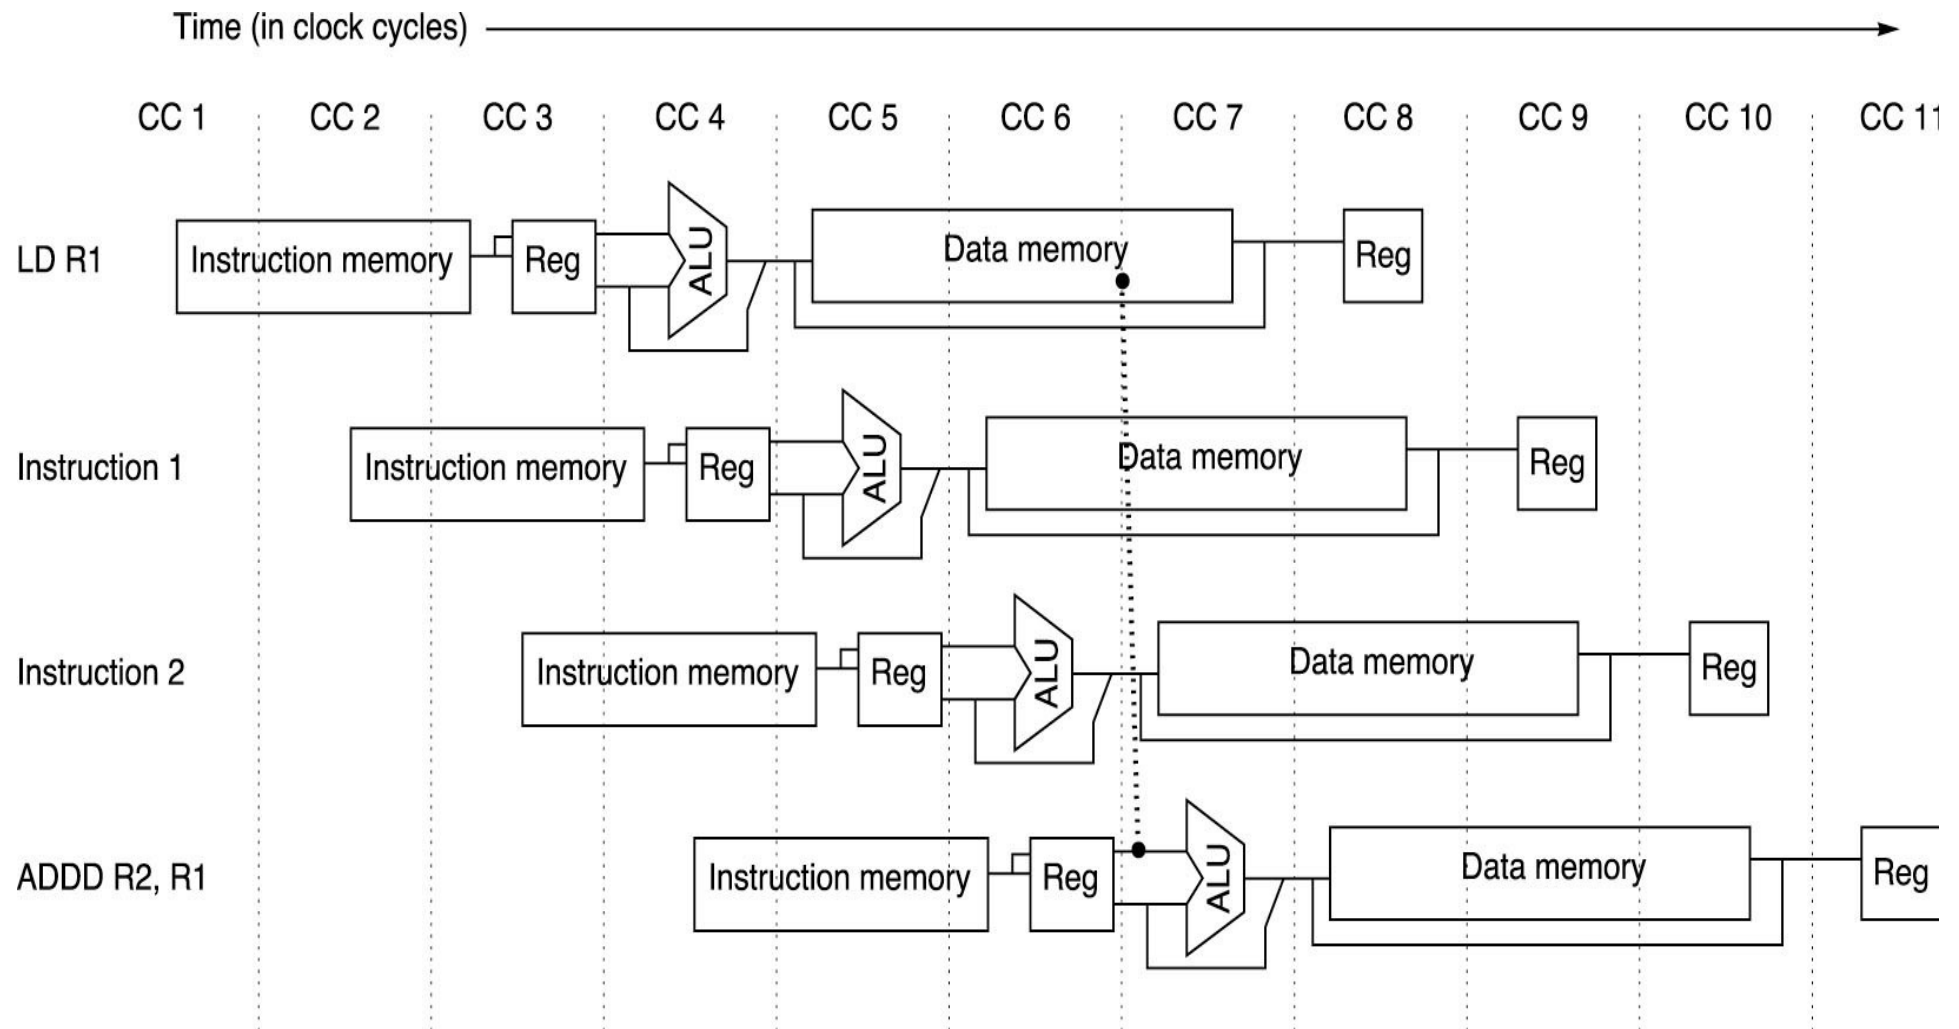 Time (in clock cycles)
CC 1 CC 2 CC 3 CC 4 CC 5 CC 6 CC 7 CC 8 CC 9 CC 10 CC 11
LD R1 Instruction memory Reg ALU Data memory Reg
Instruction 1 Instruction memory Reg ALU Data memory Reg
Instruction 2 Instruction memory Reg ALU Data memory Reg
ADDD R2, R1 Instruction memory Reg ALU Data memory Reg